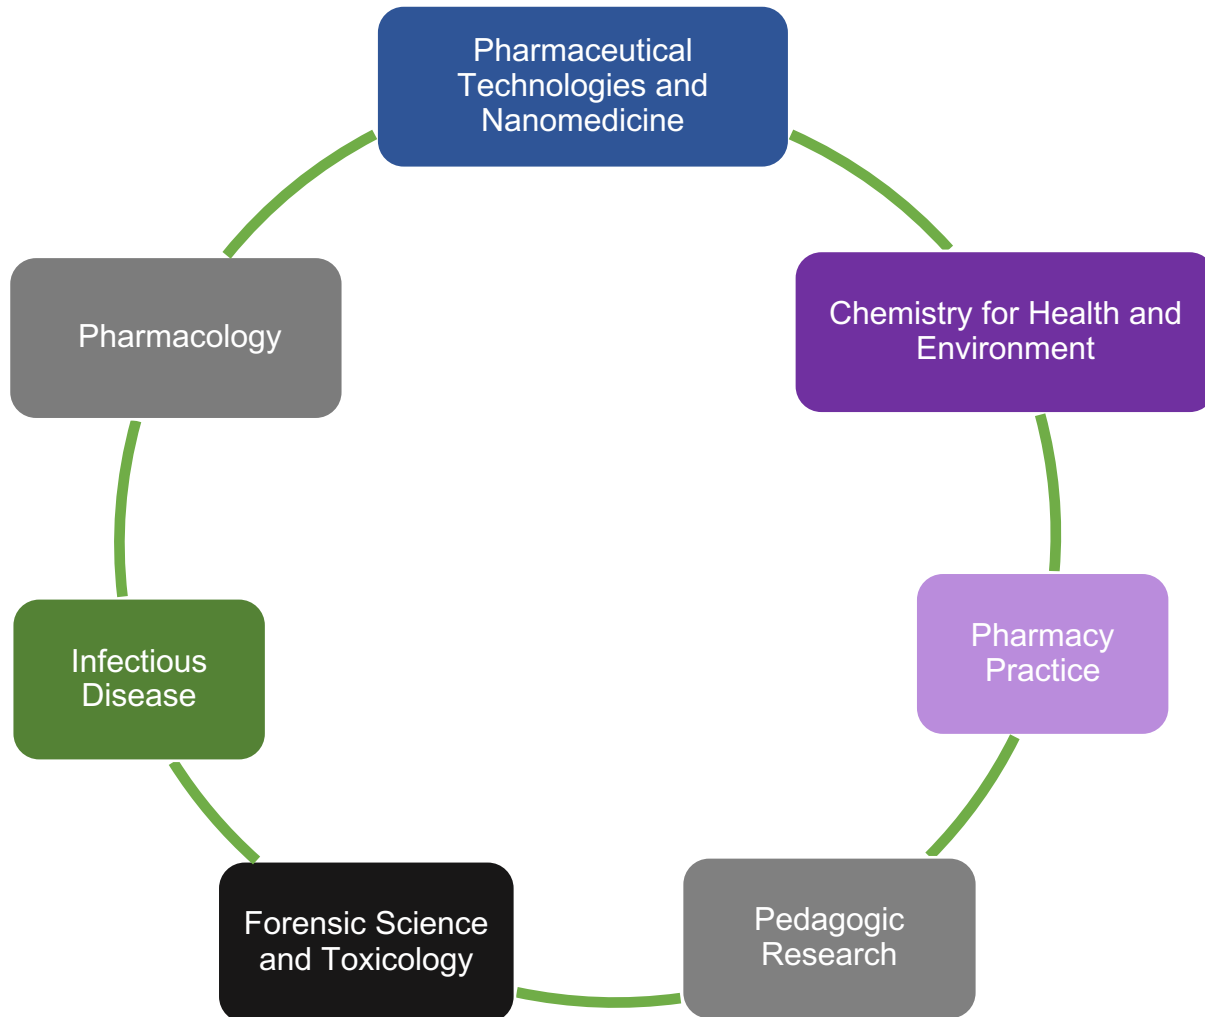 Pharmaceutical
Technologies and
Nanomedicine
Chemistry for Health and
Environment
Pharmacy
Practice
Pedagogic
Research
Forensic Science
and Toxicology
Infectious
Disease
Pharmacology